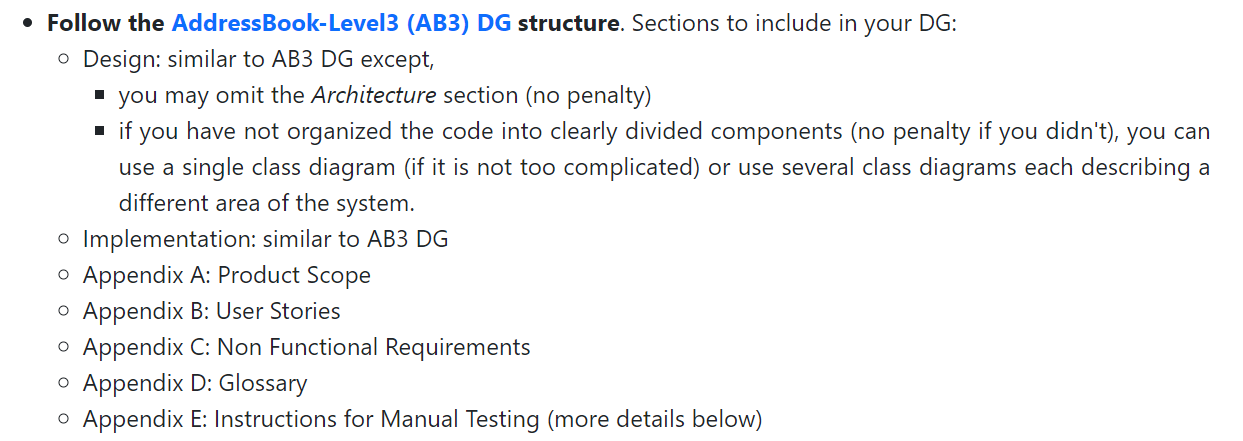 Follow the AddressBook-Level3 (AB3) DG structure. Sections to include in your DG:
Design: similar to AB3 DG except,
you may omit the Architecture section (no penalty)
if you have not organized the code into clearly divided components (no penalty if you didn't), you can
use a single class diagram (if it is not too complicated) or use several class diagrams each describing a
different area of the system.
Implementation: similar to AB3 DG
Appendix A: Product Scope
Appendix B: User Stories
Appendix C: Non Functional Requirements
Appendix D: Glossary
Appendix E: Instructions for Manual Testing (more details below)